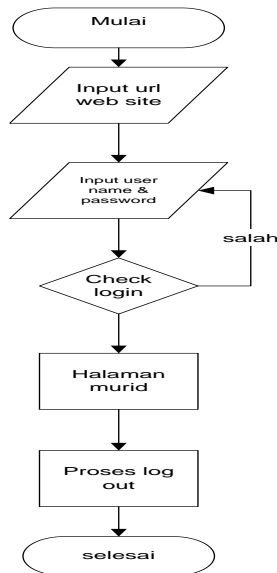 Mulai
Input url
web site
Input user
name &
password
salah
Check
login
Halaman
murid
Proses log
out
selesai